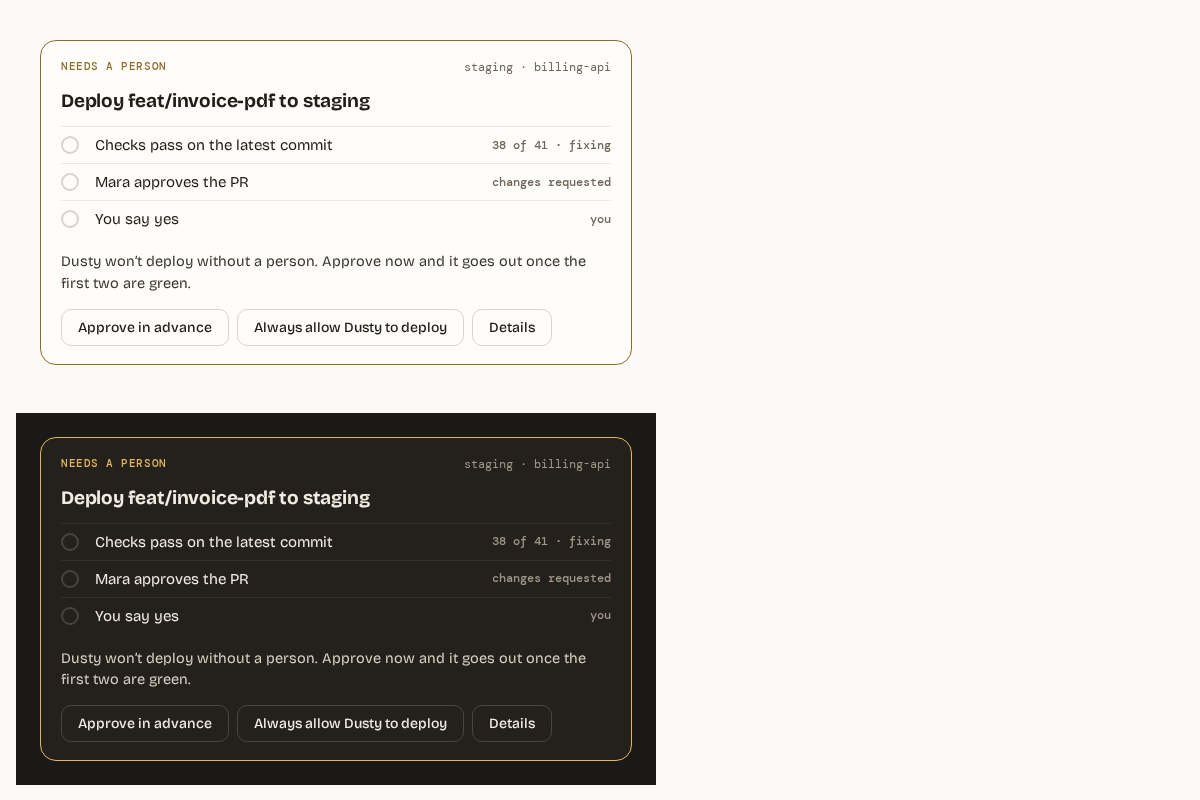 NEEDS A PERSON
staging · billing-api
Deploy feat/invoice-pdf to staging
Checks pass on the latest commit
38 of 41 · fixing
Mara approves the PR
changes requested
You say yes
you
Dusty won’t deploy without a person. Approve now and it goes out once the
first two are green.
Approve in advance
Always allow Dusty to deploy
Details
NEEDS A PERSON
staging · billing-api
Deploy feat/invoice-pdf to staging
Checks pass on the latest commit
38 of 41 · fixing
Mara approves the PR
changes requested
You say yes
you
Dusty won’t deploy without a person. Approve now and it goes out once the
first two are green.
Approve in advance
Always allow Dusty to deploy
Details